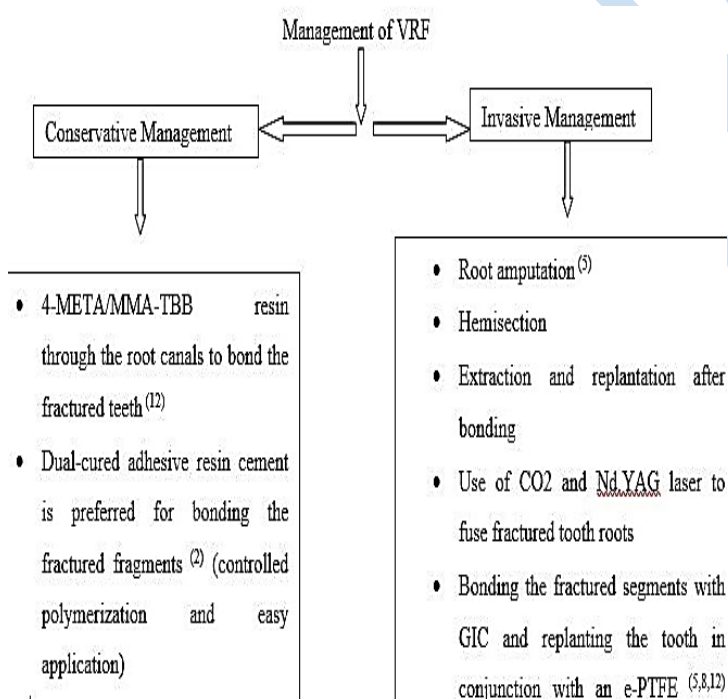 Management of VRF
Conservative Management
Invasive Management
• 4-META/MMA-TBB resin
through the root canals to bond the
fractured teeth (12)
• Dual-cured adhesive resin cement
is preferred for bonding the
fractured fragments (2) (controlled
polymerization and easy
application)
• Root amputation (5)
• Hemisection
• Extraction and replantation after
bonding
• Use of CO2 and Nd.YAG laser to
fuse fractured tooth roots
• Bonding the fractured segments with
GIC and replanting the tooth in
conjunction with an e-PTFE (5,8,12)